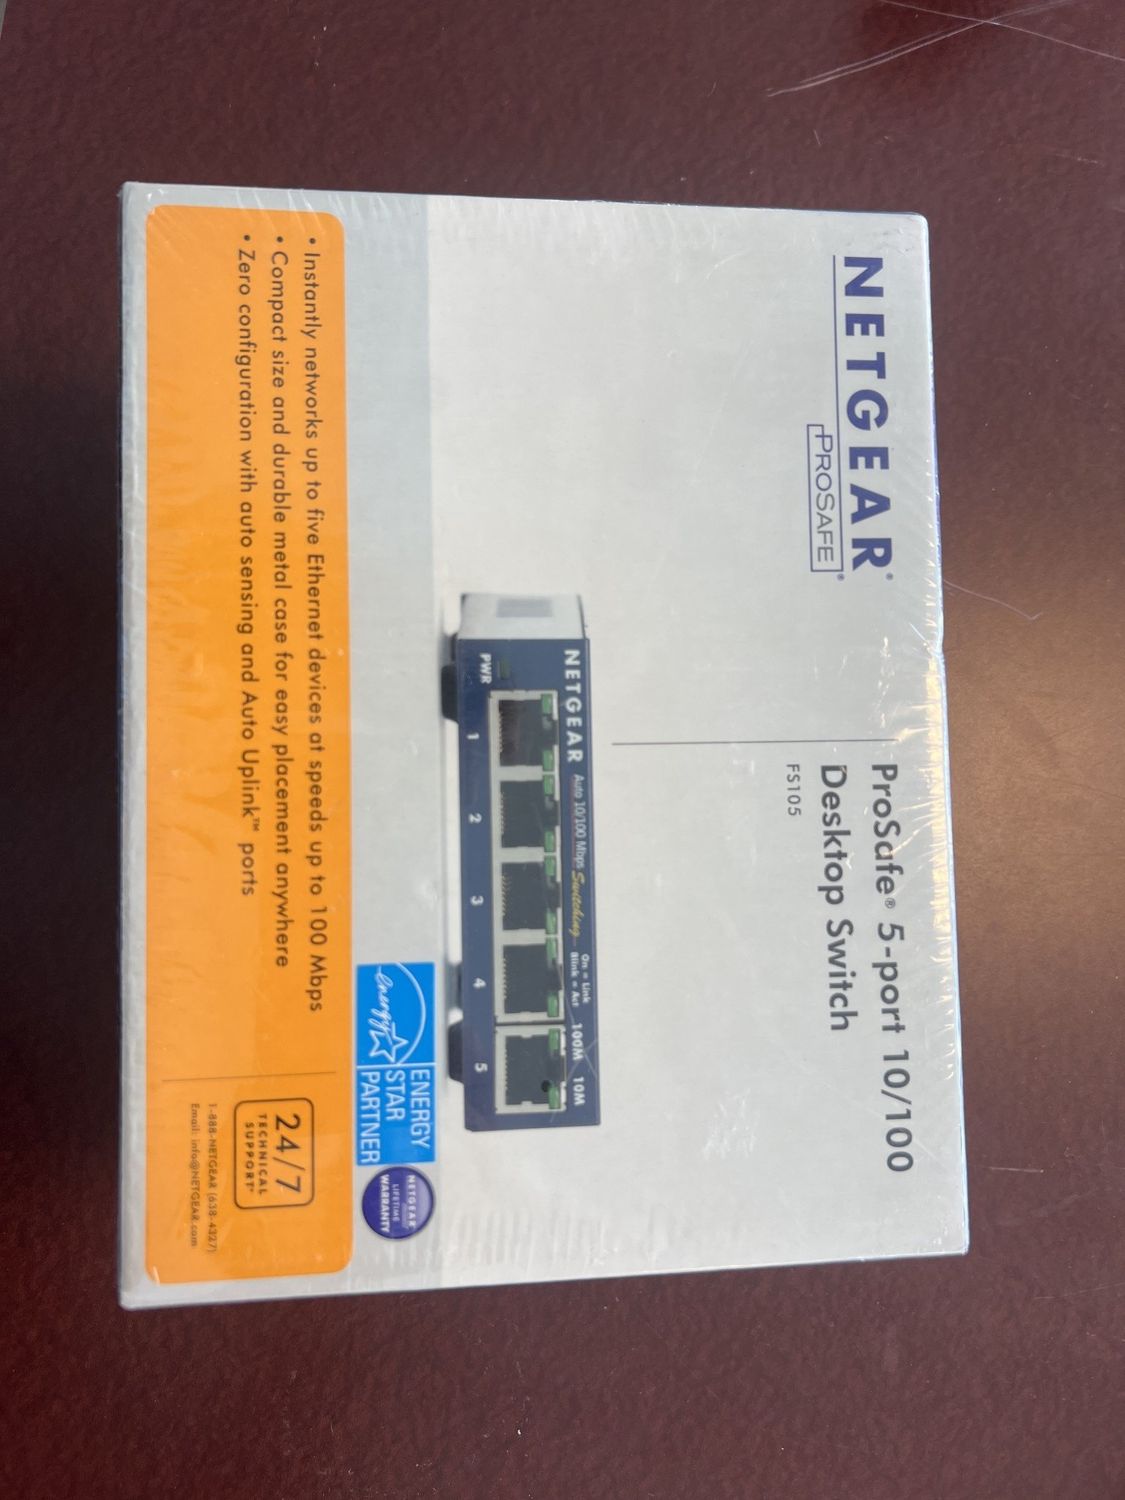 NETGEAR®
PROSAFE®
ProSafe® 5-port 10/100
Desktop Switch
FS105
NETGEAR Auto 10/100 Mbps Switching... On = Link
Blink = Act 100M 10M
PWR 1 2 3 4 5
energy
ENERGY
STAR
PARTNER
NETGEAR
LIFETIME
WARRANTY
• Instantly networks up to five Ethernet devices at speeds up to 100 Mbps
• Compact size and durable metal case for easy placement anywhere
• Zero configuration with auto sensing and Auto Uplink™ ports
24/7
TECHNICAL
SUPPORT*
1-888-NETGEAR (638-4327)
Email: info@NETGEAR.com